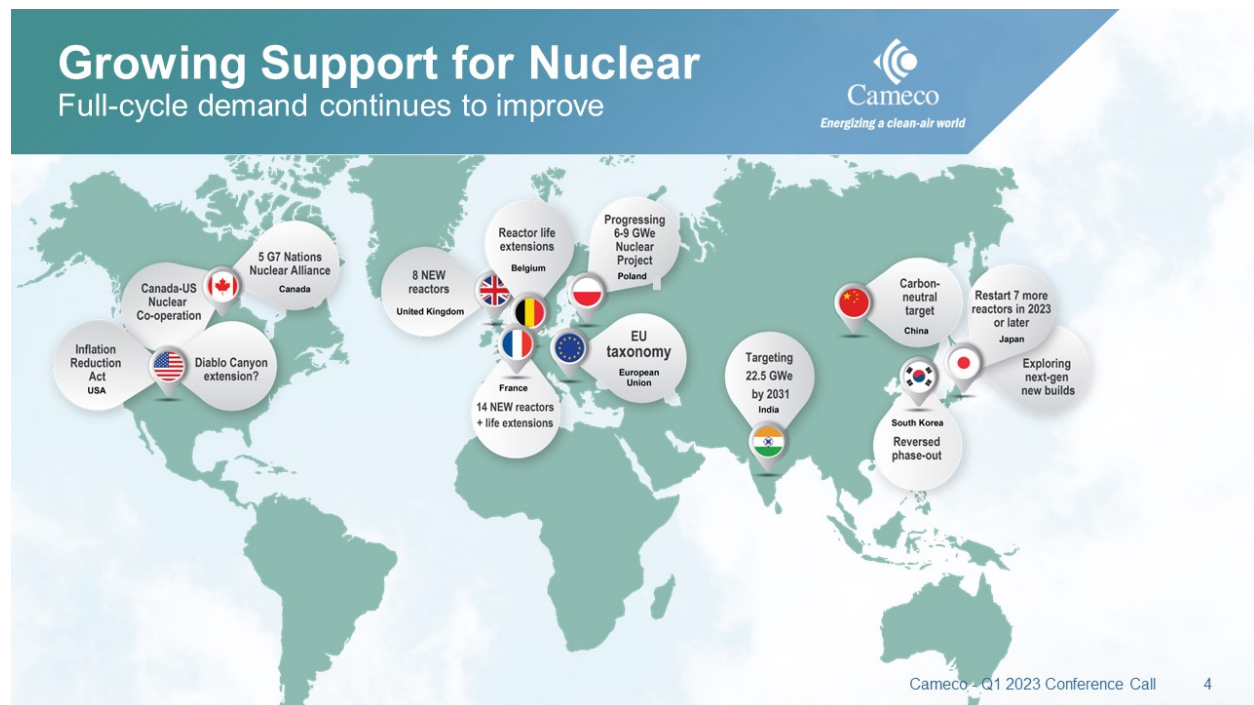 Growing Support for Nuclear
Full-cycle demand continues to improve
Cameco
Energizing a clean-air world
5 G7 Nations
Nuclear Alliance
Canada
Canada-US
Nuclear
Co-operation
Inflation
Reduction
Act
USA
Diablo Canyon
extension?
8 NEW
reactors
United Kingdom
Reactor life
extensions
Belgium
Progressing
6-9 GWe
Nuclear
Project
Poland
France
14 NEW reactors
+ life extensions
EU
taxonomy
European
Union
Targeting
22.5 GWe
by 2031
India
Carbon-
neutral
target
China
Restart 7 more
reactors in 2023
or later
Japan
Exploring
next-gen
new builds
South Korea
Reversed
phase-out
Cameco - Q1 2023 Conference Call
4